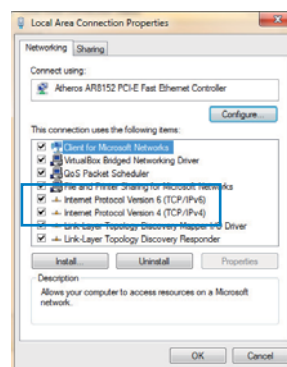 Local Area Connection Properties
Networking Sharing
Connect using:
Atheros AR8152 PCI-E Fast Ethernet Controller
Configure...
This connection uses the following items:
Client for Microsoft Networks
VirtualBox Bridged Networking Driver
QoS Packet Scheduler
File and Printer Sharing for Microsoft Networks
Internet Protocol Version 6 (TCP/IPv6)
Internet Protocol Version 4 (TCP/IPv4)
Link-Layer Topology Discovery Mapper I/O Driver
Link-Layer Topology Discovery Responder
Install... Uninstall Properties
Description
Allows your computer to access resources on a Microsoft
network.
OK Cancel